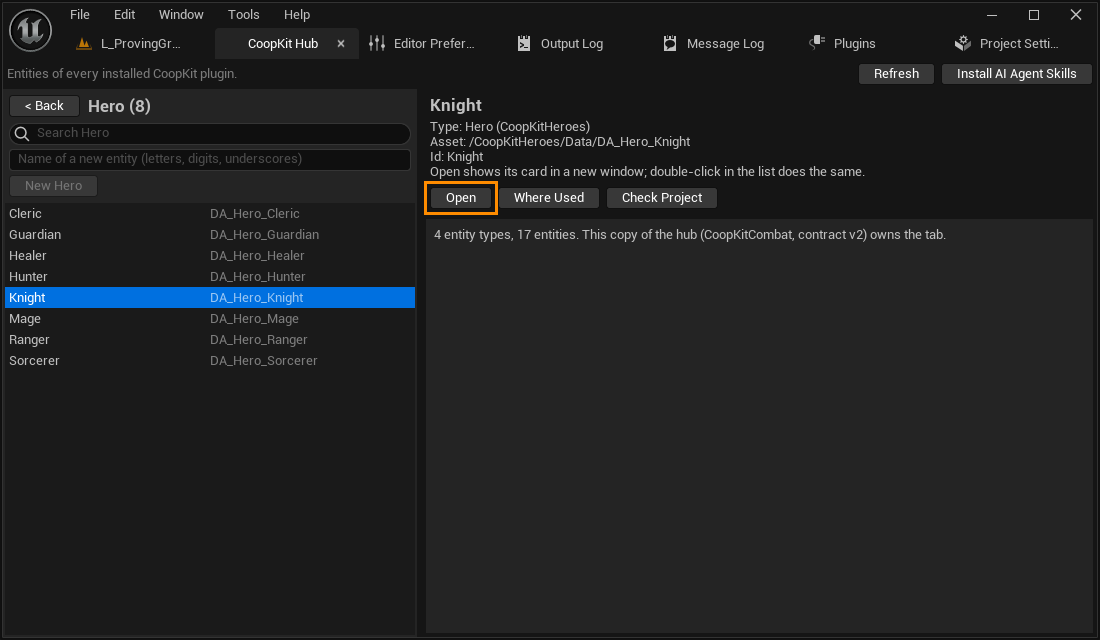 File Edit Window Tools Help
L_ProvingGr... CoopKit Hub Editor Prefer... Output Log Message Log Plugins Project Setti...
Entities of every installed CoopKit plugin.
Refresh Install AI Agent Skills
< Back Hero (8)
Search Hero
Name of a new entity (letters, digits, underscores)
New Hero
Cleric DA_Hero_Cleric
Guardian DA_Hero_Guardian
Healer DA_Hero_Healer
Hunter DA_Hero_Hunter
Knight DA_Hero_Knight
Mage DA_Hero_Mage
Ranger DA_Hero_Ranger
Sorcerer DA_Hero_Sorcerer
Knight
Type: Hero (CoopKitHeroes)
Asset: /CoopKitHeroes/Data/DA_Hero_Knight
Id: Knight
Open shows its card in a new window; double-click in the list does the same.
Open Where Used Check Project
4 entity types, 17 entities. This copy of the hub (CoopKitCombat, contract v2) owns the tab.